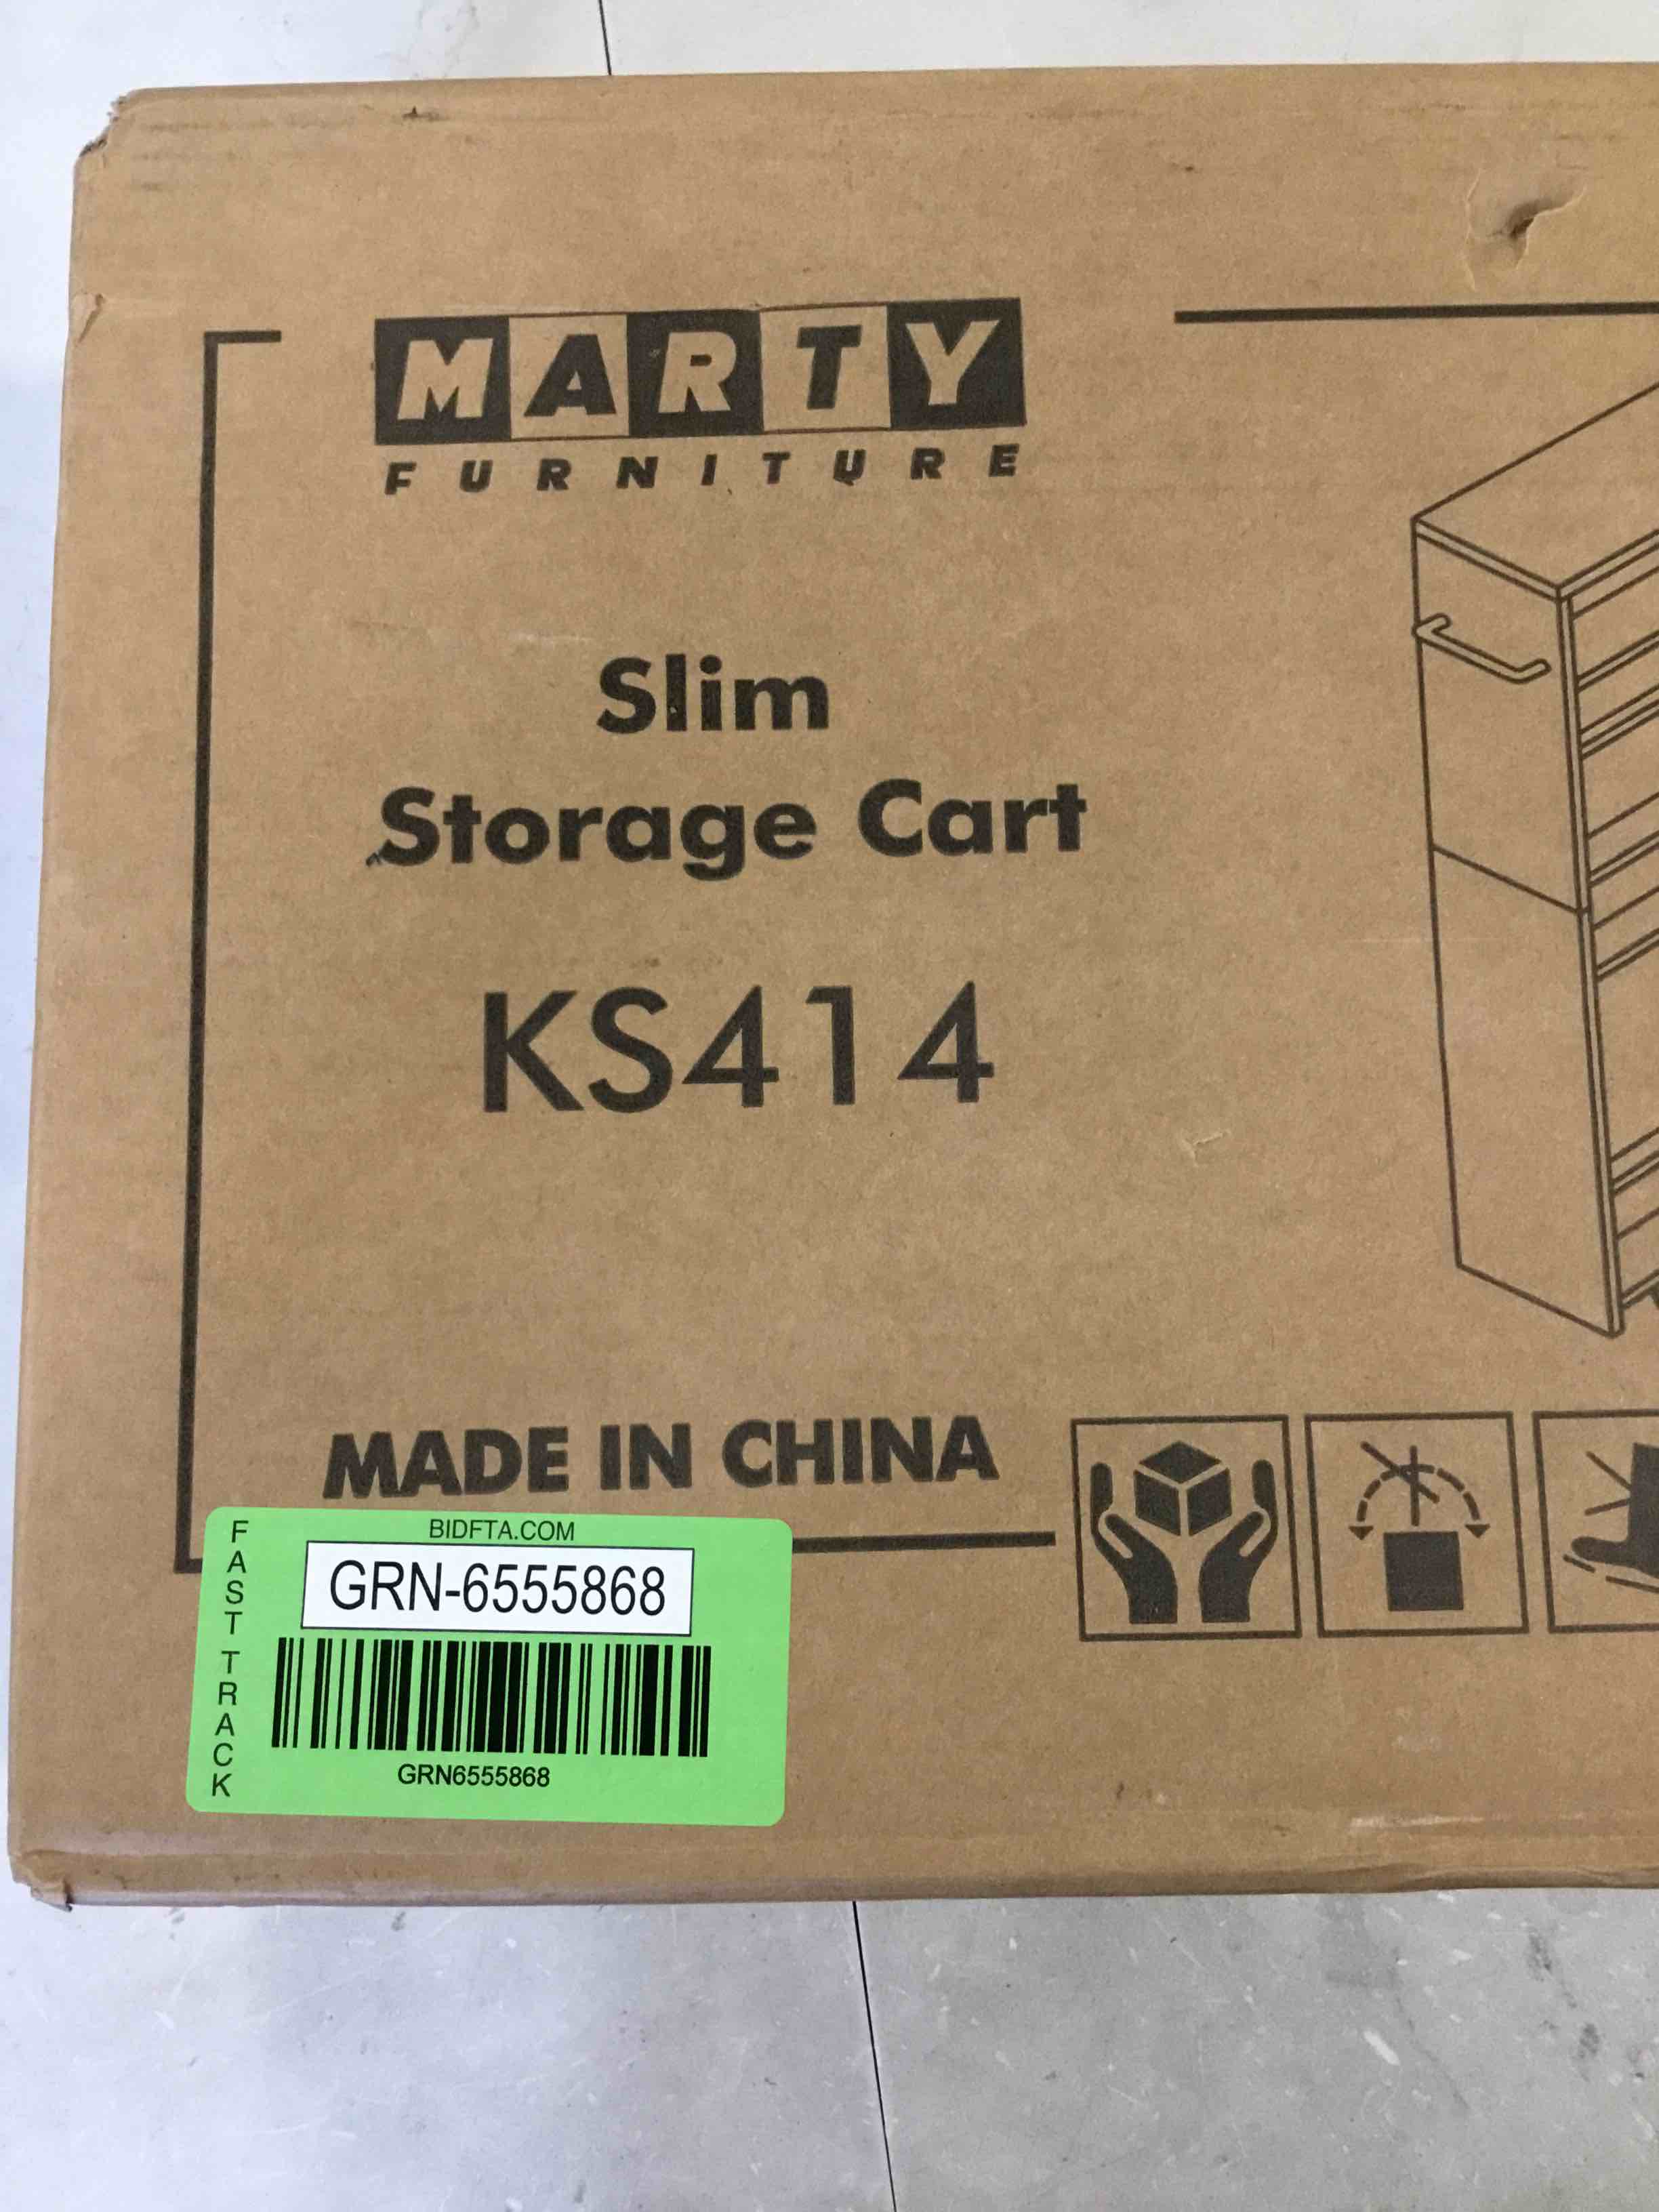 MARTY
FURNITURE
Slim
Storage Cart
KS414
MADE IN CHINA
FAST TRACK
BIDFTA.COM
GRN-6555868
GRN6555868